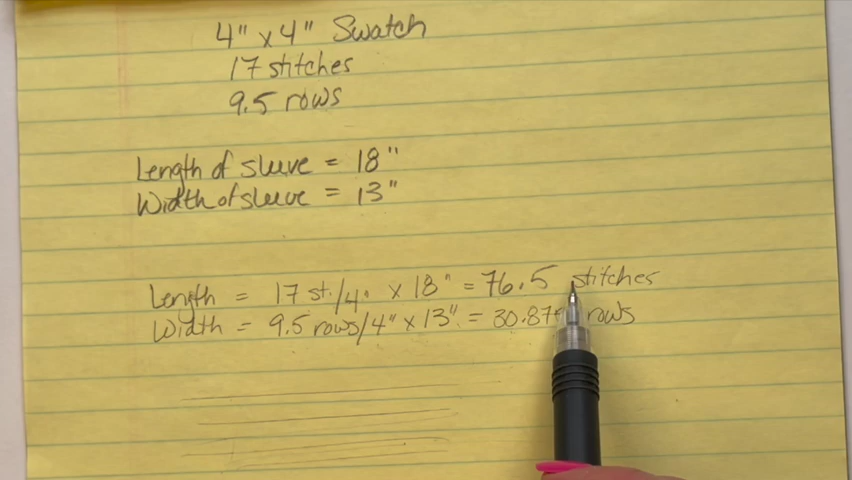 4" x 4" Swatch
17 stitches
9.5 rows
Length of sleeve = 18"
Width of sleeve = 13"
Length = 17 st./4" x 18" = 76.5 stitches
Width = 9.5 rows/4" x 13" = 30.87 rows